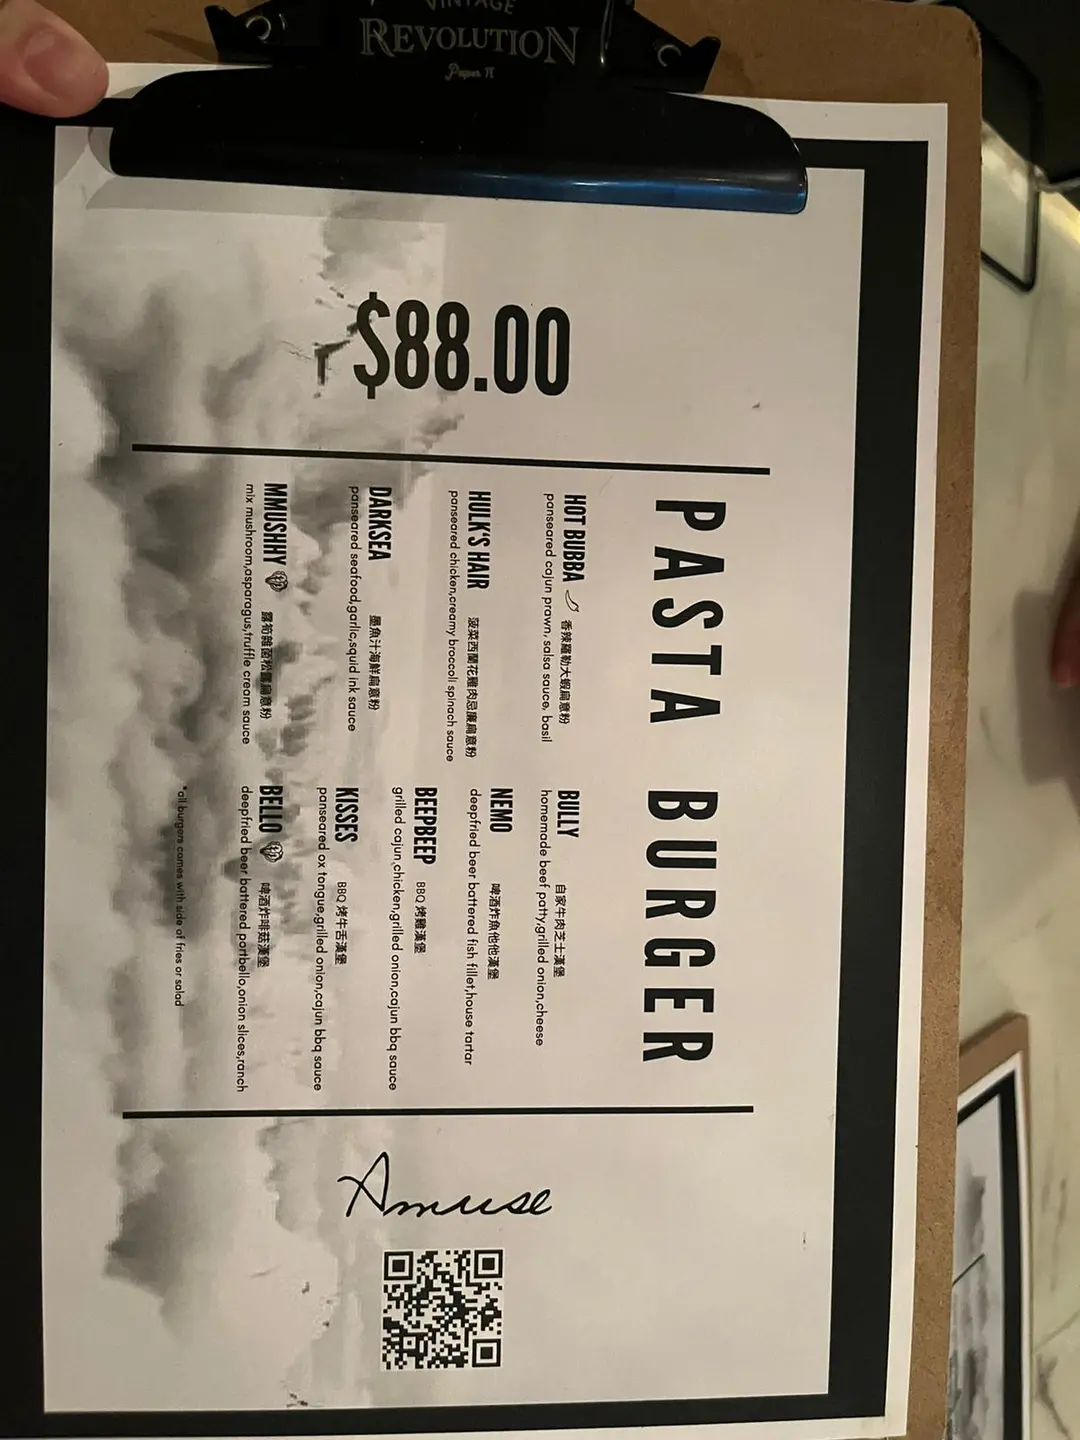 VINTAGE
REVOLUTION
Paper π
$88.00
PASTA BURGER
HOT BUBBA 香辣羅勒大蝦扁意粉
panseared cajun prawn, salsa sauce, basil
HULK'S HAIR 菠菜西蘭花雞肉忌廉扁意粉
panseared chicken,creamy broccoli spinach sauce
DARKSEA 墨魚汁海鮮扁意粉
panseared seafood,garlic,squid ink sauce
MMUSHHY 露筍雜菌松露扁意粉
mix mushroom,asparagus,truffle cream sauce
BULLY 自家牛肉芝士漢堡
homemade beef patty,grilled onion,cheese
NEMO 啤酒炸魚他他漢堡
deepfried beer battered fish fillet,house tartar
BEEPBEEP BBQ 烤雞漢堡
grilled cajun chicken,grilled onion,cajun bbq sauce
KISSES BBQ 烤牛舌漢堡
panseared ox tongue,grilled onion,cajun bbq sauce
BELLO 啤酒炸啡菇漢堡
deepfried beer battered portbello,onion slices,ranch
*all burgers comes with side of fries or salad
Amuse